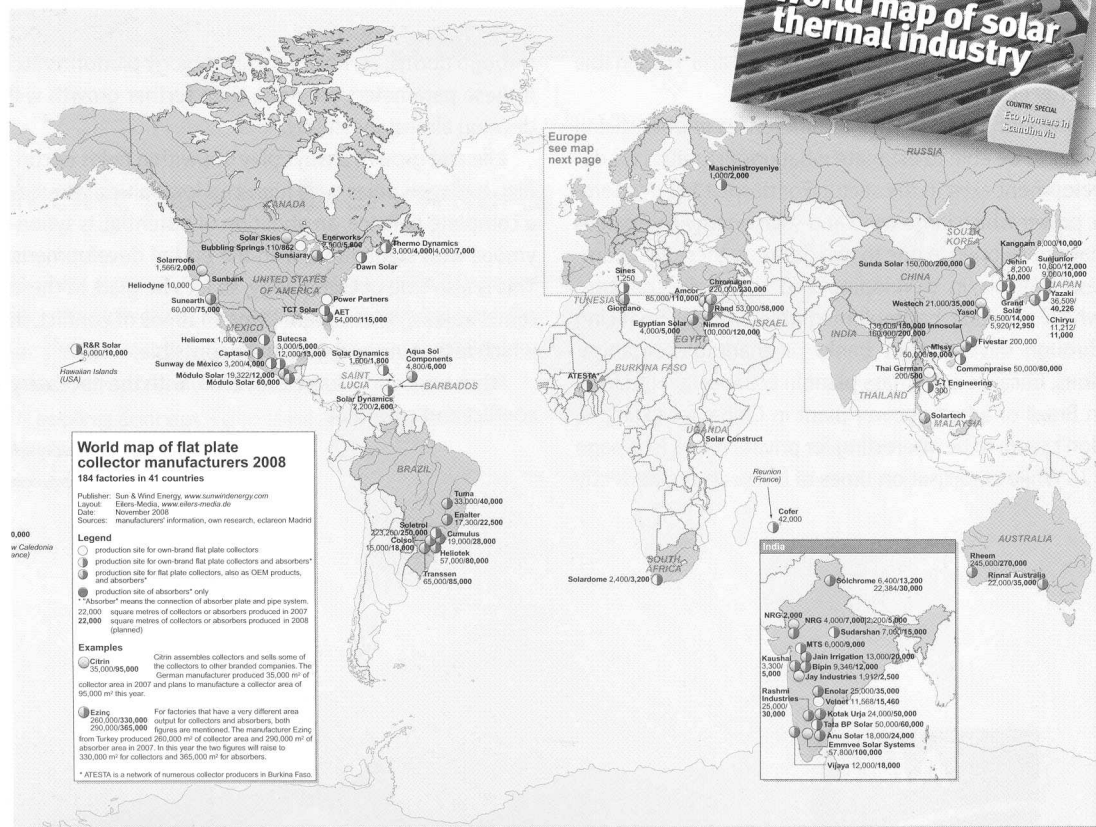 World map of solar
thermal industry
COUNTRY SPECIAL
Eco pioneers in
Scandinavia
Europe
see map
next page
RUSSIA
Maschinistroyeniye
1,000/2,000
CANADA
Solar Skies
Bubbling Springs 110/862
Enerworks
Sunsiaray
Thermo Dynamics
3,000/4,000|4,000/7,000
Dawn Solar
Solarroofs
1,566/2,000
Sunbank
Heliodyne 10,000
UNITED STATES
OF AMERICA
Sunearth
60,000/75,000
Power Partners
TCT Solar
AET
54,000/115,000
MEXICO
Heliomex 1,060/2,000
Butecsa
3,000/5,000
12,000/13,000
Captasol
Sunway de México 3,200/4,000
Módulo Solar 19,322/12,000
Módulo Solar 60,000
R&R Solar
8,000/10,000
Hawaiian Islands
(USA)
Solar Dynamics
1,600/1,800
Aqua Sol
Components
4,800/6,000
SAINT
LUCIA
BARBADOS
Solar Dynamics
2,200/2,600
BRAZIL
Tuma
33,000/40,000
Enalter
17,300/22,500
Soletrol
223,200/250,000
Cumulus
19,000/28,000
Colsol
15,000/18,000
Heliotek
57,000/80,000
Transsen
65,000/85,000
Sines
1,250
TUNESIA
Giordano
Chromagen
220,000/230,000
Amcor
85,000/110,000
Rand 53,000/58,000
Nimrod
100,000/120,000
ISRAEL
Egyptian Solar
4,000/5,000
EGYPT
BURKINA FASO
ATESTA*
UGANDA
Solar Construct
Reunion
(France)
Cofer
42,000
SOUTH
AFRICA
Solardome 2,400/3,200
SOUTH
KOREA
Kangnam 8,000/10,000
Sunda Solar 150,000/200,000
CHINA
Jehin
8,200/
10,000
Sunjunior
10,000/12,000
9,000/10,000
JAPAN
Yazaki
36,509/
40,226
Westech 21,000/35,000
Yasol
Grand
Solar
6,500/14,000
5,920/12,950
Chiryu
11,212/
11,000
INDIA
130,000/150,000 Innosolar
160,000/200,000
Missy
50,000/80,000
Fivestar 200,000
Commonpraise 50,000/80,000
Thai German
200/500
J-7 Engineering
300
THAILAND
Solartech
MALAYSIA
AUSTRALIA
Rheem
245,000/270,000
Rinnai Australia
22,000/35,000
World map of flat plate
collector manufacturers 2008
184 factories in 41 countries
Publisher: Sun & Wind Energy, www.sunwindenergy.com
Layout: Eilers-Media, www.eilers-media.de
Date: November 2008
Sources: manufacturers' information, own research, eclareon Madrid
Legend
production site for own-brand flat plate collectors
production site for own-brand flat plate collectors and absorbers*
production site for flat plate collectors, also as OEM products,
and absorbers*
production site of absorbers* only
* "Absorber" means the connection of absorber plate and pipe system.
22,000 square metres of collectors or absorbers produced in 2007
22,000 square metres of collectors or absorbers produced in 2008
(planned)
Examples
Citrin
35,000/95,000
Citrin assembles collectors and sells some of
the collectors to other branded companies. The
German manufacturer produced 35,000 m² of
collector area in 2007 and plans to manufacture a collector area of
95,000 m² this year.
Ezinç
260,000/330,000
290,000/365,000
For factories that have a very different area
output for collectors and absorbers, both
figures are mentioned. The manufacturer Ezinç
from Turkey produced 260,000 m² of collector area and 290,000 m² of
absorber area in 2007. In this year the two figures will raise to
330,000 m² for collectors and 365,000 m² for absorbers.
* ATESTA is a network of numerous collector producers in Burkina Faso.
0,000
w Caledonia
ance)
India
Solchrome 6,400/13,200
22,384/30,000
NRG 2,000
NRG 4,000/7,000|2,200/5,000
Sudarshan 7,000/15,000
MTS 6,000/9,000
Jain Irrigation 13,000/20,000
Kaushal
3,300/
5,000
Bipin 9,346/12,000
Jay Industries 1,912/2,500
Rashmi
Industries
25,000/
30,000
Enolar 25,000/35,000
Velnet 11,568/15,460
Kotak Urja 24,000/50,000
Tata BP Solar 50,000/60,000
Anu Solar 18,000/24,000
Emmvee Solar Systems
57,800/100,000
Vijaya 12,000/18,000